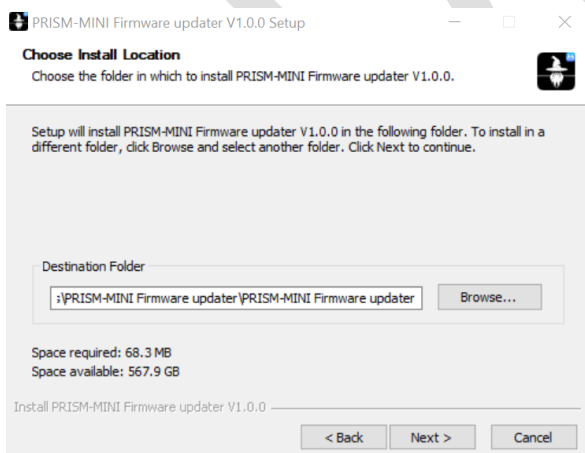 PRISM-MINI Firmware updater V1.0.0 Setup
Choose Install Location
Choose the folder in which to install PRISM-MINI Firmware updater V1.0.0.
Setup will install PRISM-MINI Firmware updater V1.0.0 in the following folder. To install in a
different folder, click Browse and select another folder. Click Next to continue.
Destination Folder
;\PRISM-MINI Firmware updater\PRISM-MINI Firmware updater
Browse...
Space required: 68.3 MB
Space available: 567.9 GB
Install PRISM-MINI Firmware updater V1.0.0
< Back
Next >
Cancel